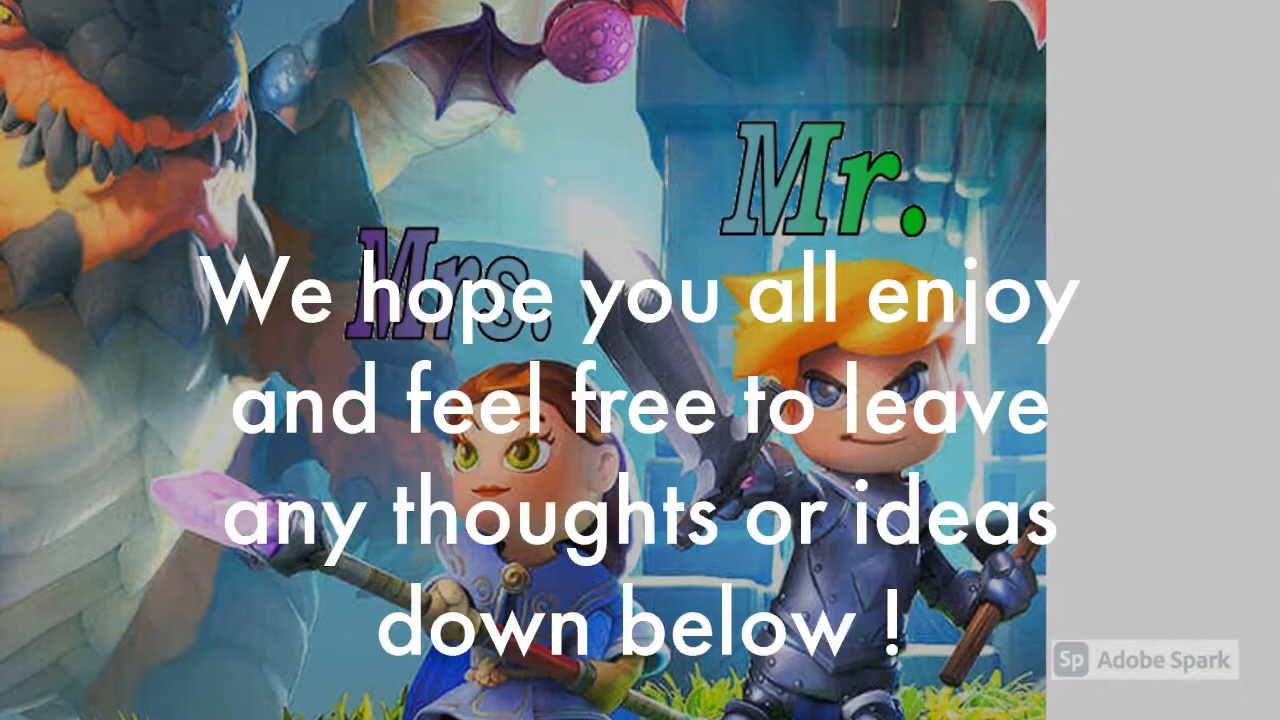 Mr.
Mrs.
We hope you all enjoy
and feel free to leave
any thoughts or ideas
down below !
Sp Adobe Spark